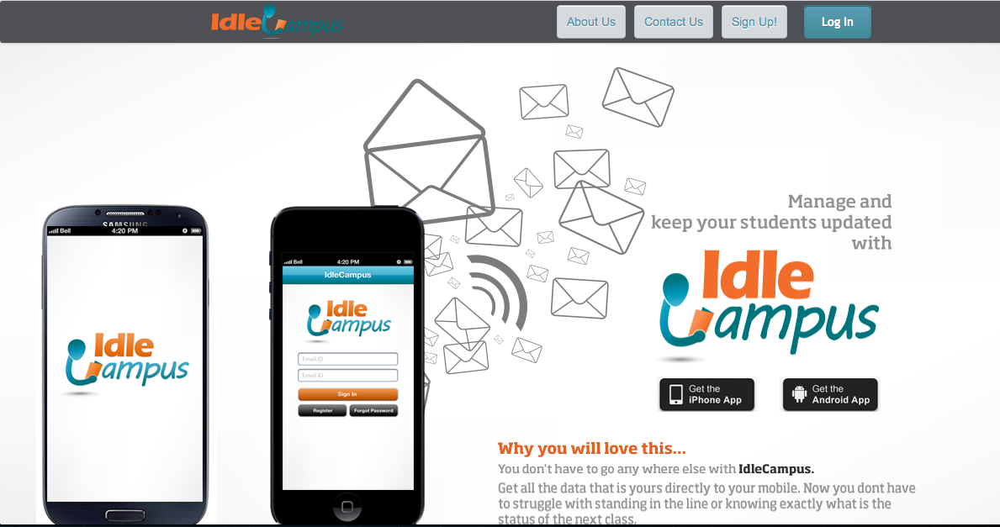 Idle Campus
About Us
Contact Us
Sign Up!
Log In
Manage and
keep your students updated
with
Idle
Campus
Get the
iPhone App
Get the
Android App
SAMSUNG
Bell 4:20 PM
Idle
Campus
Bell 4:20 PM
IdleCampus
Idle
Campus
Email ID
Email ID
Sign In
Register
Forgot Password
Why you will love this...
You don't have to go any where else with IdleCampus.
Get all the data that is yours directly to your mobile. Now you dont have
to struggle with standing in the line or knowing exactly what is the
status of the next class.